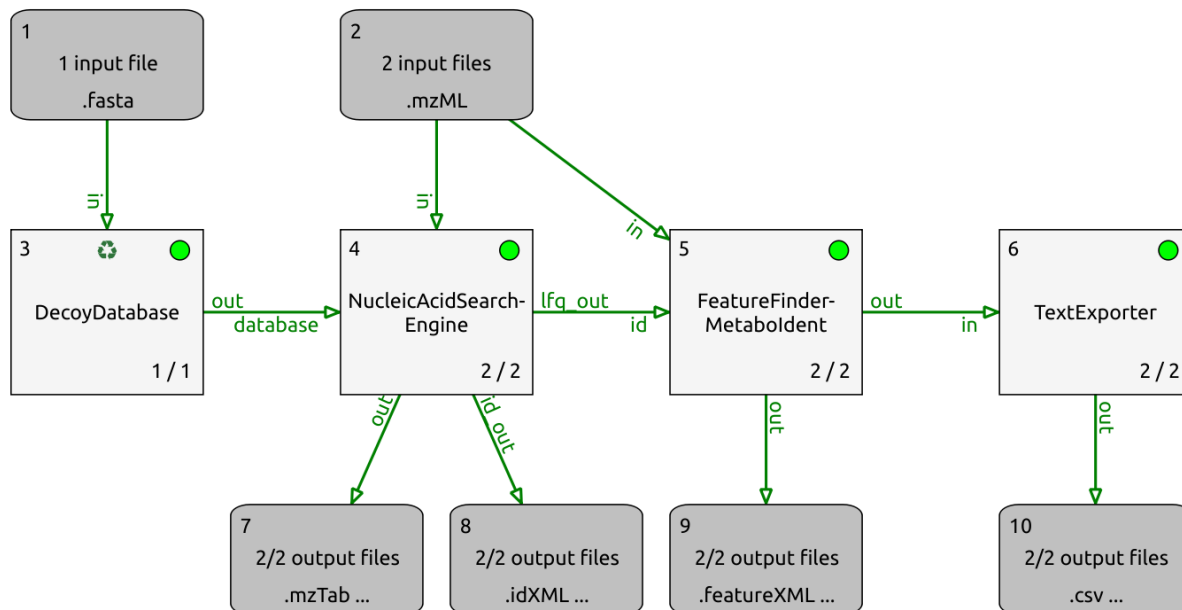 1
1 input file
.fasta
2
2 input files
.mzML
in
in
in
3
♻
DecoyDatabase
1 / 1
out
database
4
NucleicAcidSearch-
Engine
2 / 2
lfq_out
id
5
FeatureFinder-
MetaboIdent
2 / 2
out
in
6
TextExporter
2 / 2
out
id_out
out
out
7
2/2 output files
.mzTab ...
8
2/2 output files
.idXML ...
9
2/2 output files
.featureXML ...
10
2/2 output files
.csv ...